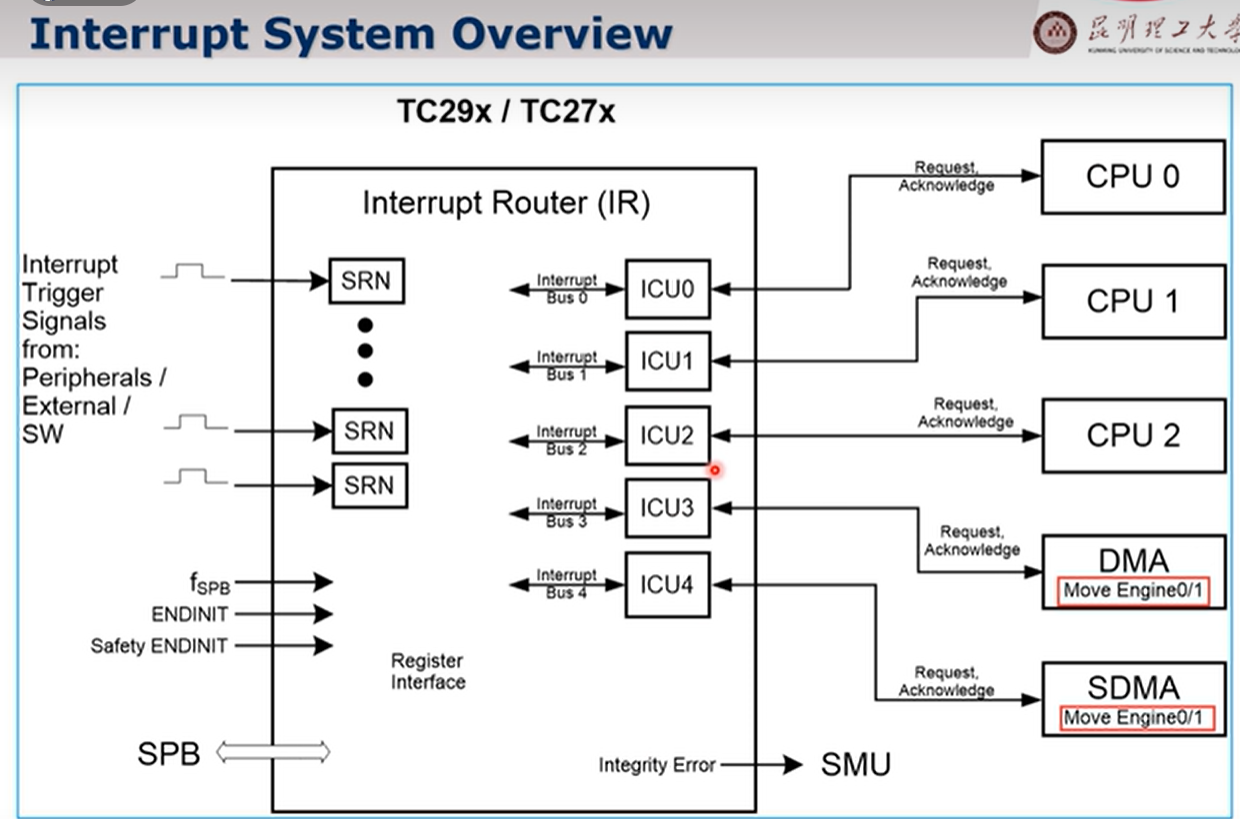 Interrupt System Overview
昆明理工大学
KUNMING UNIVERSITY OF SCIENCE AND TECHNOLOGY
TC29x / TC27x
Interrupt Router (IR)
Interrupt
Trigger
Signals
from:
Peripherals /
External /
SW
SRN
SRN
SRN
fSPB
ENDINIT
Safety ENDINIT
SPB
Register
Interface
Interrupt
Bus 0
ICU0
Interrupt
Bus 1
ICU1
Interrupt
Bus 2
ICU2
Interrupt
Bus 3
ICU3
Interrupt
Bus 4
ICU4
Integrity Error
SMU
Request,
Acknowledge
CPU 0
Request,
Acknowledge
CPU 1
Request,
Acknowledge
CPU 2
Request,
Acknowledge
DMA
Move Engine0/1
Request,
Acknowledge
SDMA
Move Engine0/1